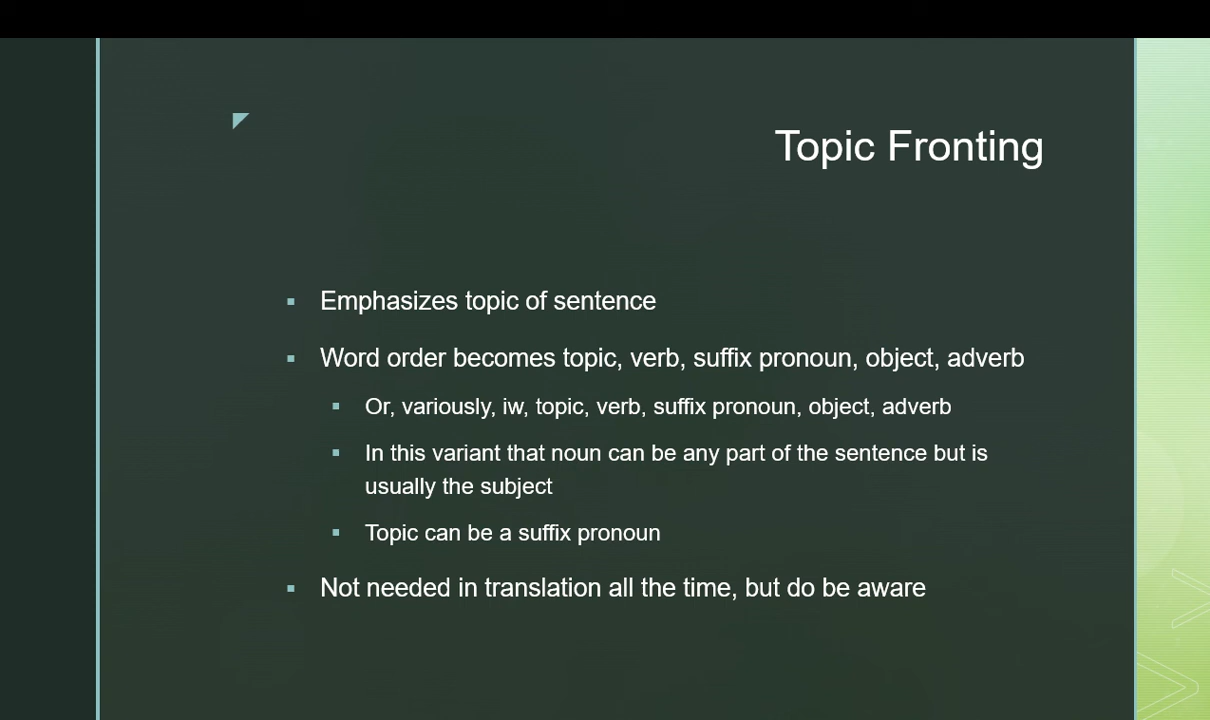 Topic Fronting
Emphasizes topic of sentence
Word order becomes topic, verb, suffix pronoun, object, adverb
Or, variously, iw, topic, verb, suffix pronoun, object, adverb
In this variant that noun can be any part of the sentence but is
usually the subject
Topic can be a suffix pronoun
Not needed in translation all the time, but do be aware